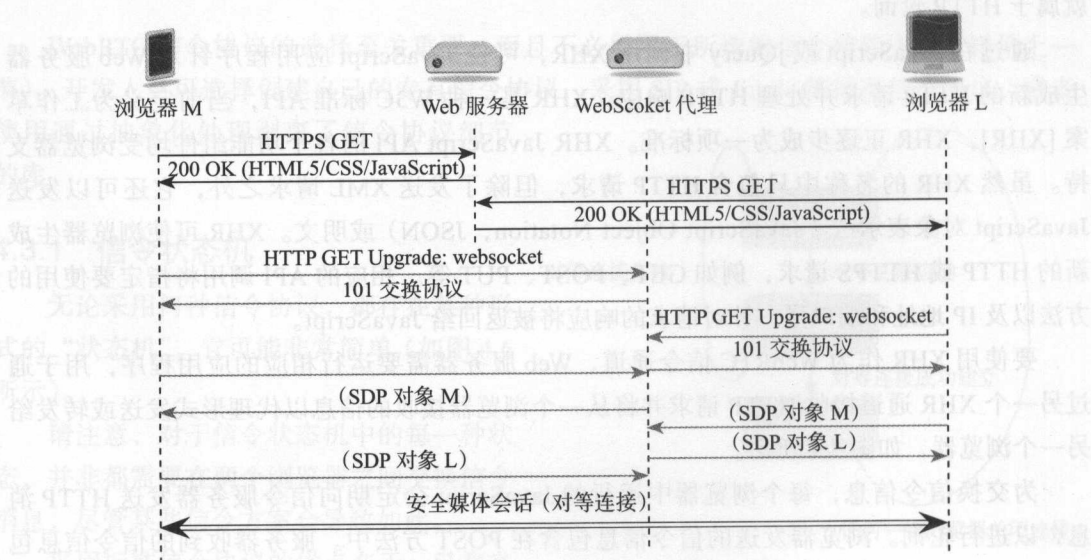 浏览器 M
Web 服务器
WebScoket 代理
浏览器 L
HTTPS GET
200 OK (HTML5/CSS/JavaScript)
HTTPS GET
200 OK (HTML5/CSS/JavaScript)
HTTP GET Upgrade: websocket
101 交换协议
HTTP GET Upgrade: websocket
101 交换协议
(SDP 对象 M)
(SDP 对象 M)
(SDP 对象 L)
(SDP 对象 L)
安全媒体会话（对等连接）